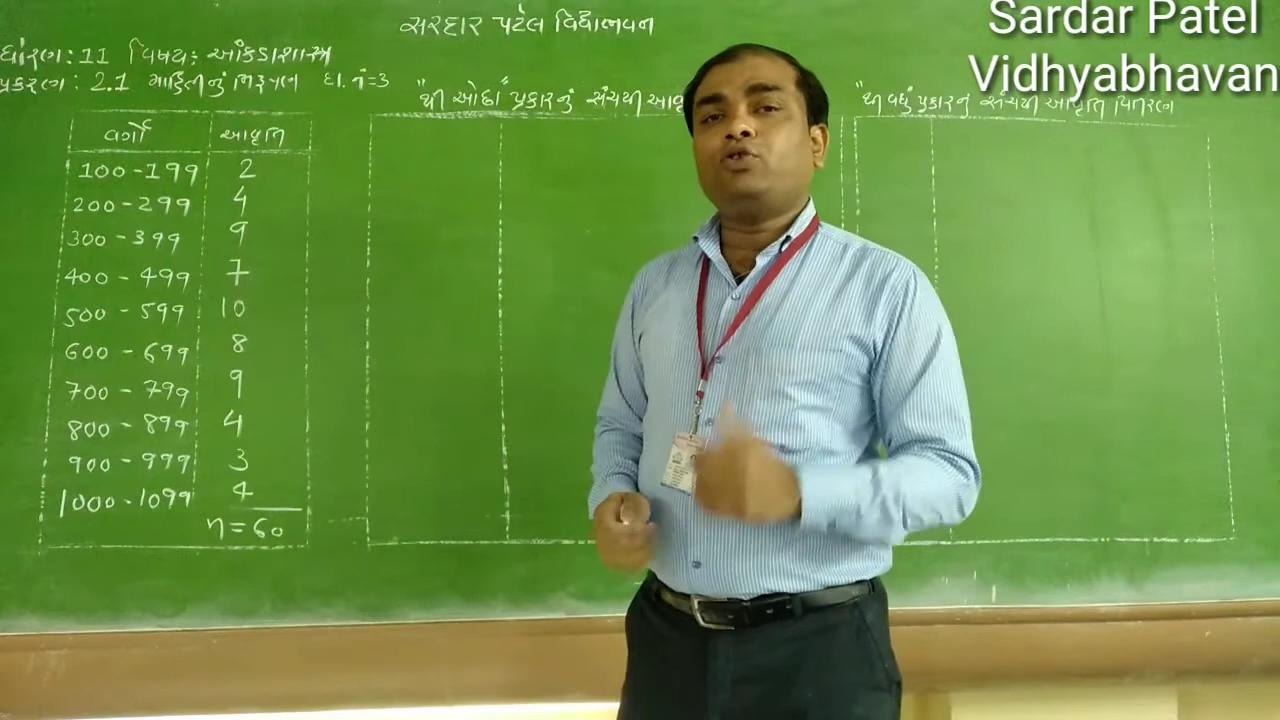 Sardar Patel
Vidhyabhavan
સરદાર પટેલ વિદ્યાભવન
ધોરણ : 11 વિષય : આંકડાશાસ્ત્ર
પ્રકરણ : 2.1 માહિતીનું નિરૂપણ દા.નં=3
"થી ઓછા" પ્રકારનું સંચયી
"થી વધુ પ્રકારનું સંચયી આવૃત્તિ વિતરણ
વર્ગો આવૃત્તિ
100-199 2
200-299 4
300-399 9
400-499 7
500-599 10
600-699 8
700-799 9
800-899 4
900-999 3
1000-1099 4
n=60